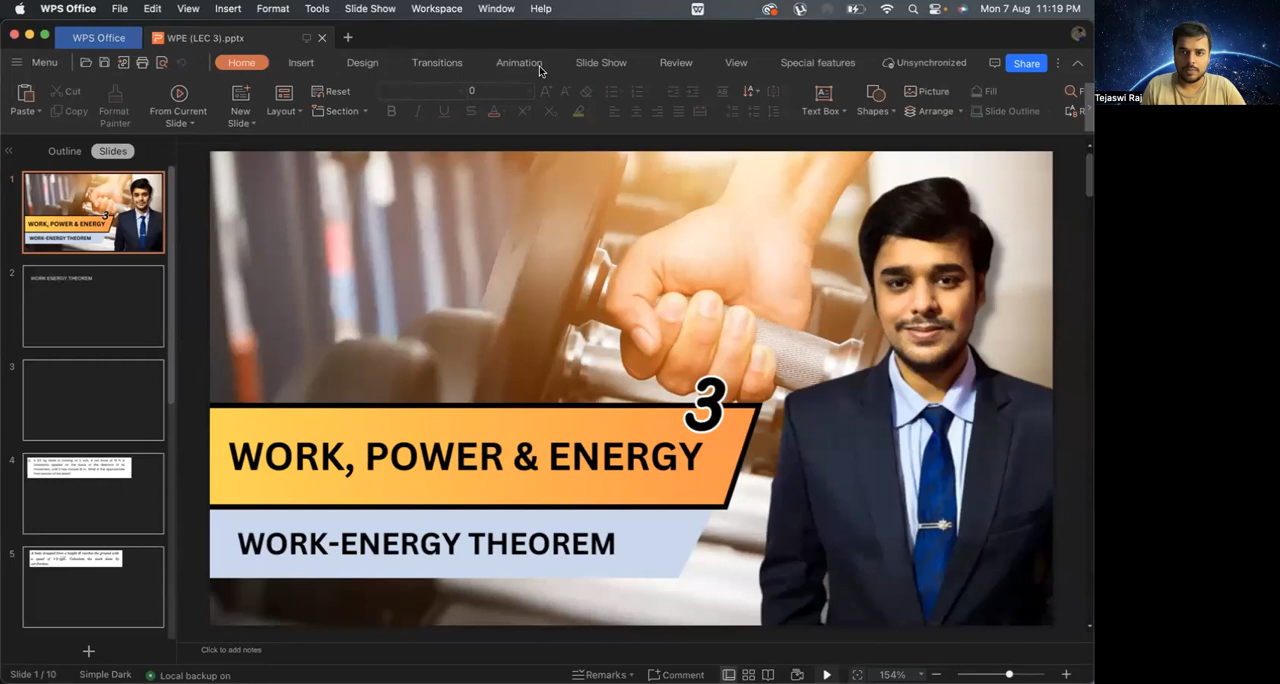 WPS Office File Edit View Insert Format Tools Slide Show Workspace Window Help
Mon 7 Aug 11:19 PM
WPS Office WPE (LEC 3).pptx
Menu Home Insert Design Transitions Animation Slide Show Review View Special features Unsynchronized Share
Paste Cut Copy Format Painter From Current Slide New Slide Layout Reset Section
0
B I U S A
Text Box Shapes Picture Arrange Fill Slide Outline
Outline Slides
1
WORK, POWER & ENERGY
3
WORK-ENERGY THEOREM
2
WORK ENERGY THEOREM
3
4
5
3
WORK, POWER & ENERGY
WORK-ENERGY THEOREM
Click to add notes
Slide 1 / 10 Simple Dark Local backup on
Remarks Comment 154%
Tejaswi Raj